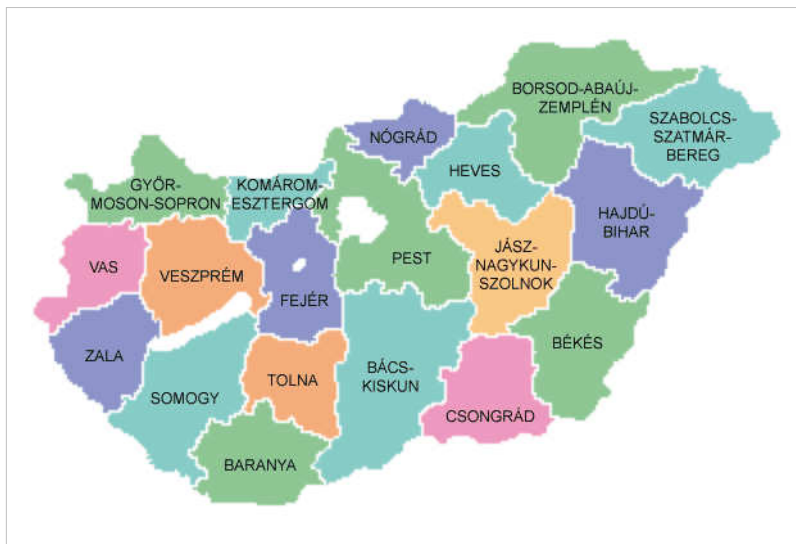 BORSOD-ABAÚJ-
ZEMPLÉN
SZABOLCS-
SZATMÁR-
BEREG
NÓGRÁD
HEVES
GYŐR-
MOSON-SOPRON
KOMÁROM-
ESZTERGOM
HAJDÚ-
BIHAR
VAS
VESZPRÉM
FEJÉR
PEST
JÁSZ-
NAGYKUN-
SZOLNOK
ZALA
SOMOGY
TOLNA
BÁCS-
KISKUN
BÉKÉS
CSONGRÁD
BARANYA